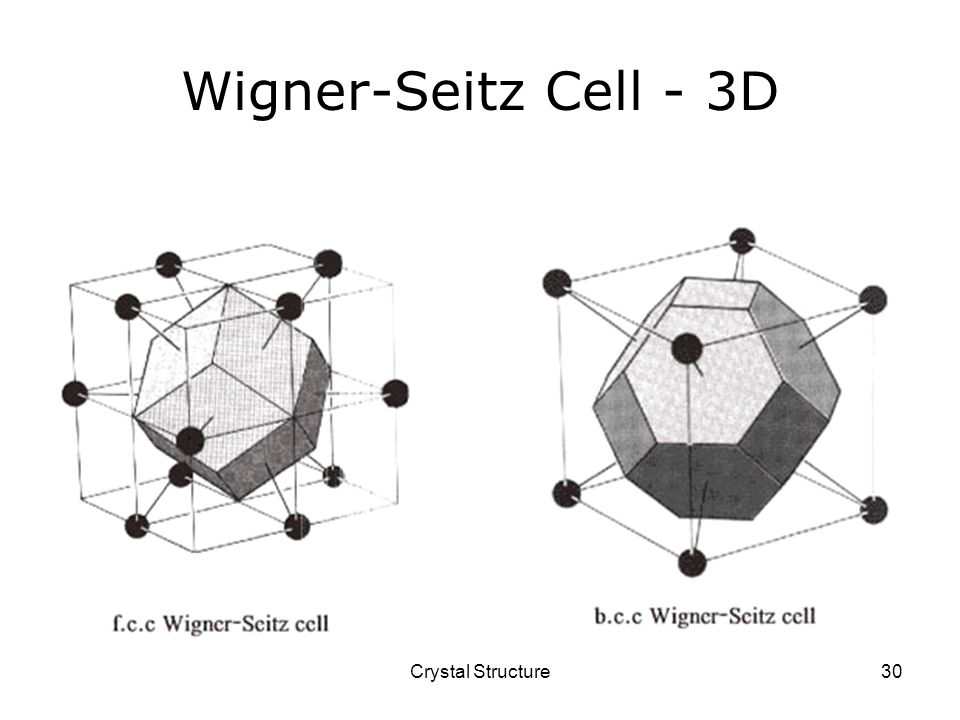 Wigner-Seitz Cell - 3D
f.c.c Wigner-Seitz cell
b.c.c Wigner-Seitz cell
Crystal Structure
30